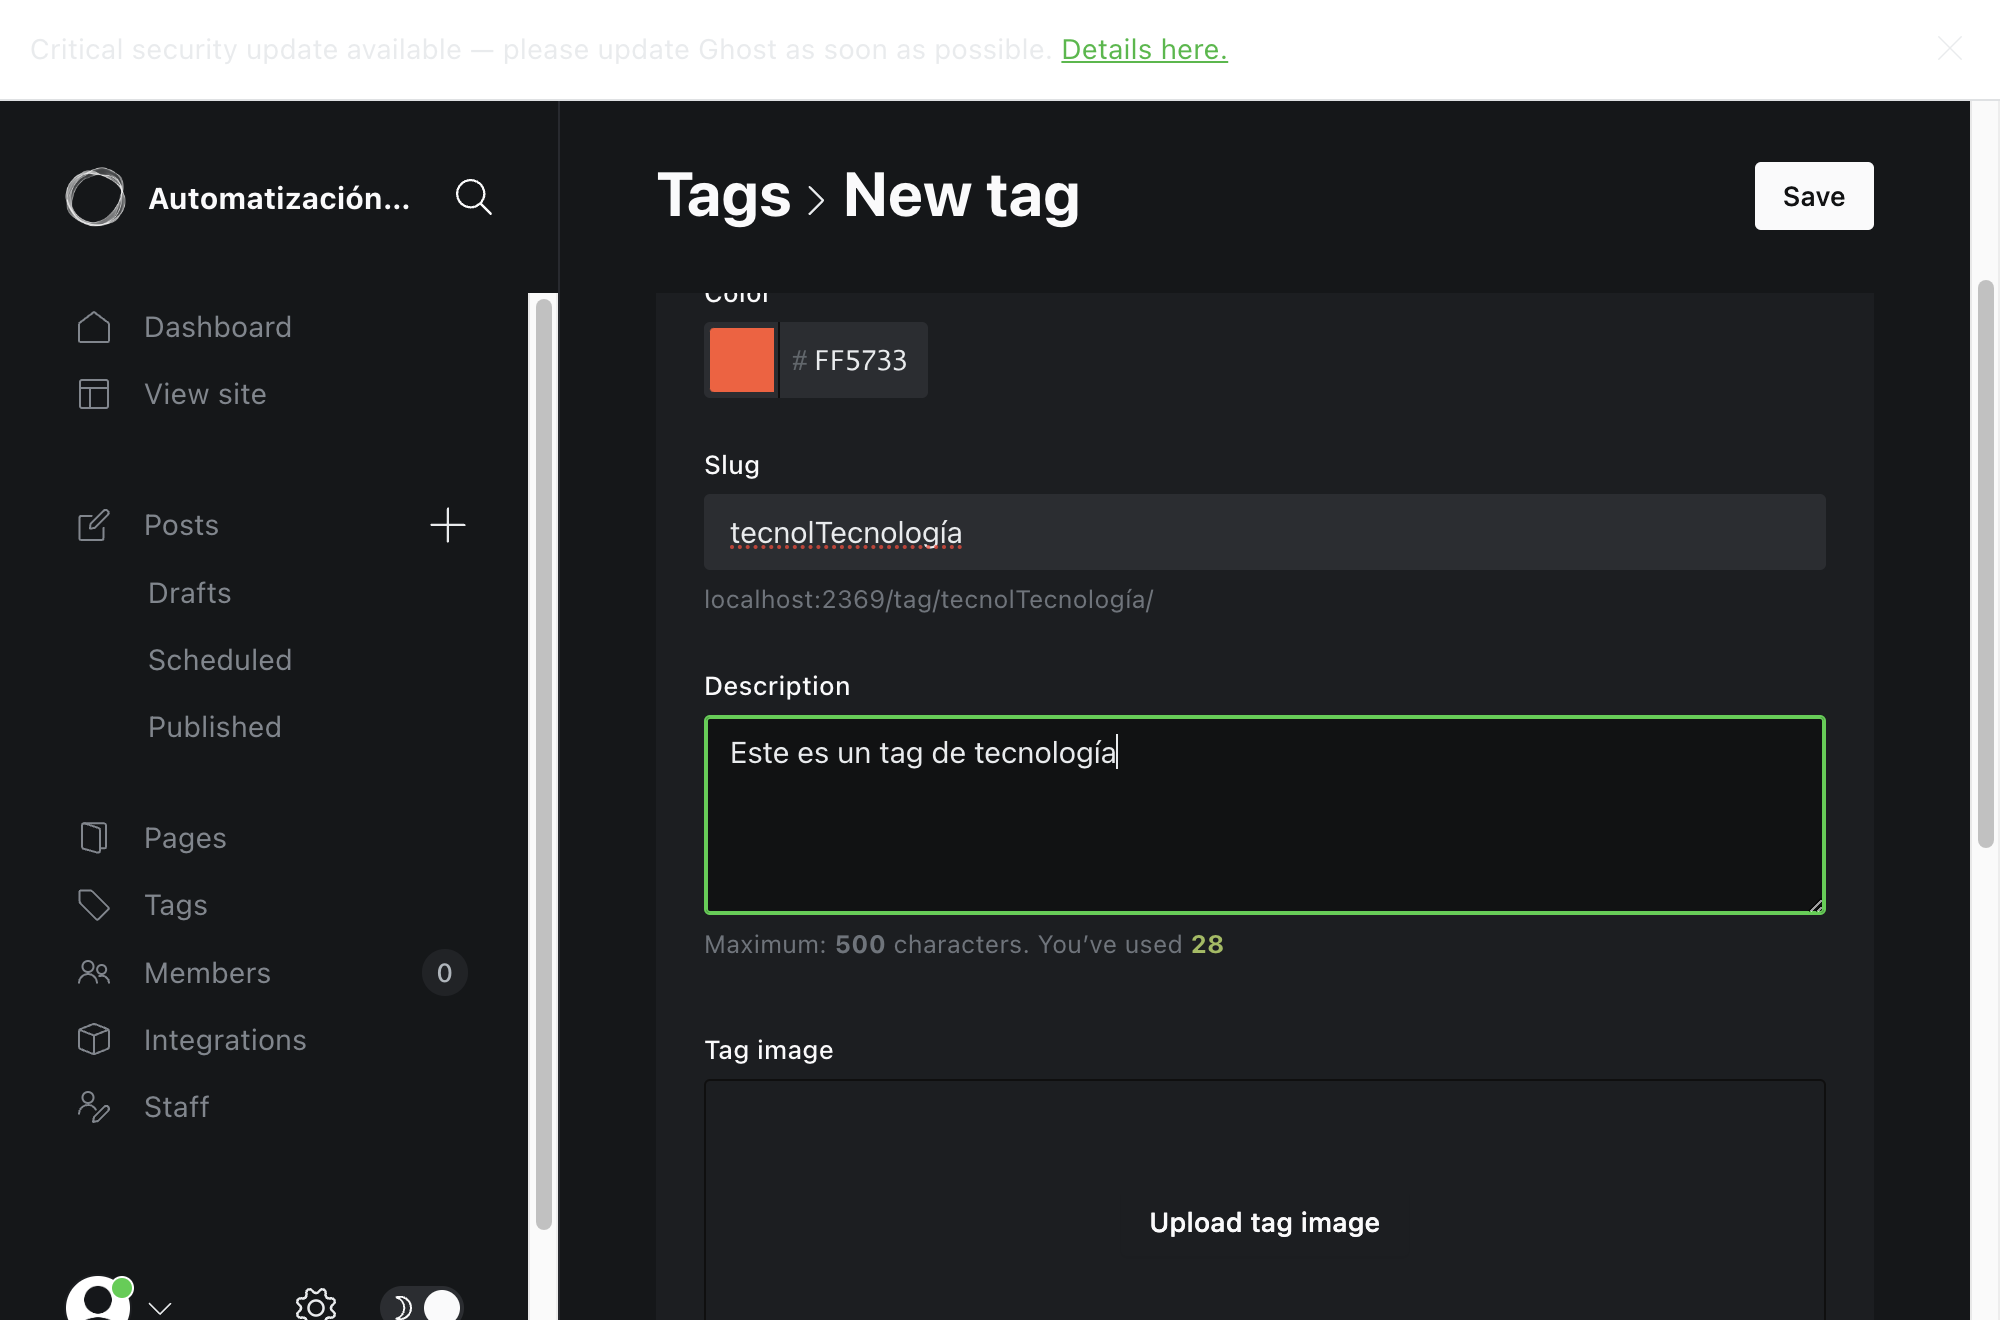 Critical security update available — please update Ghost as soon as possible. Details here.
Automatización...
Dashboard
View site
Posts
Drafts
Scheduled
Published
Pages
Tags
Members 0
Integrations
Staff
Tags > New tag
Save
Color
# FF5733
Slug
tecnolTecnología
localhost:2369/tag/tecnolTecnología/
Description
Este es un tag de tecnología
Maximum: 500 characters. You’ve used 28
Tag image
Upload tag image